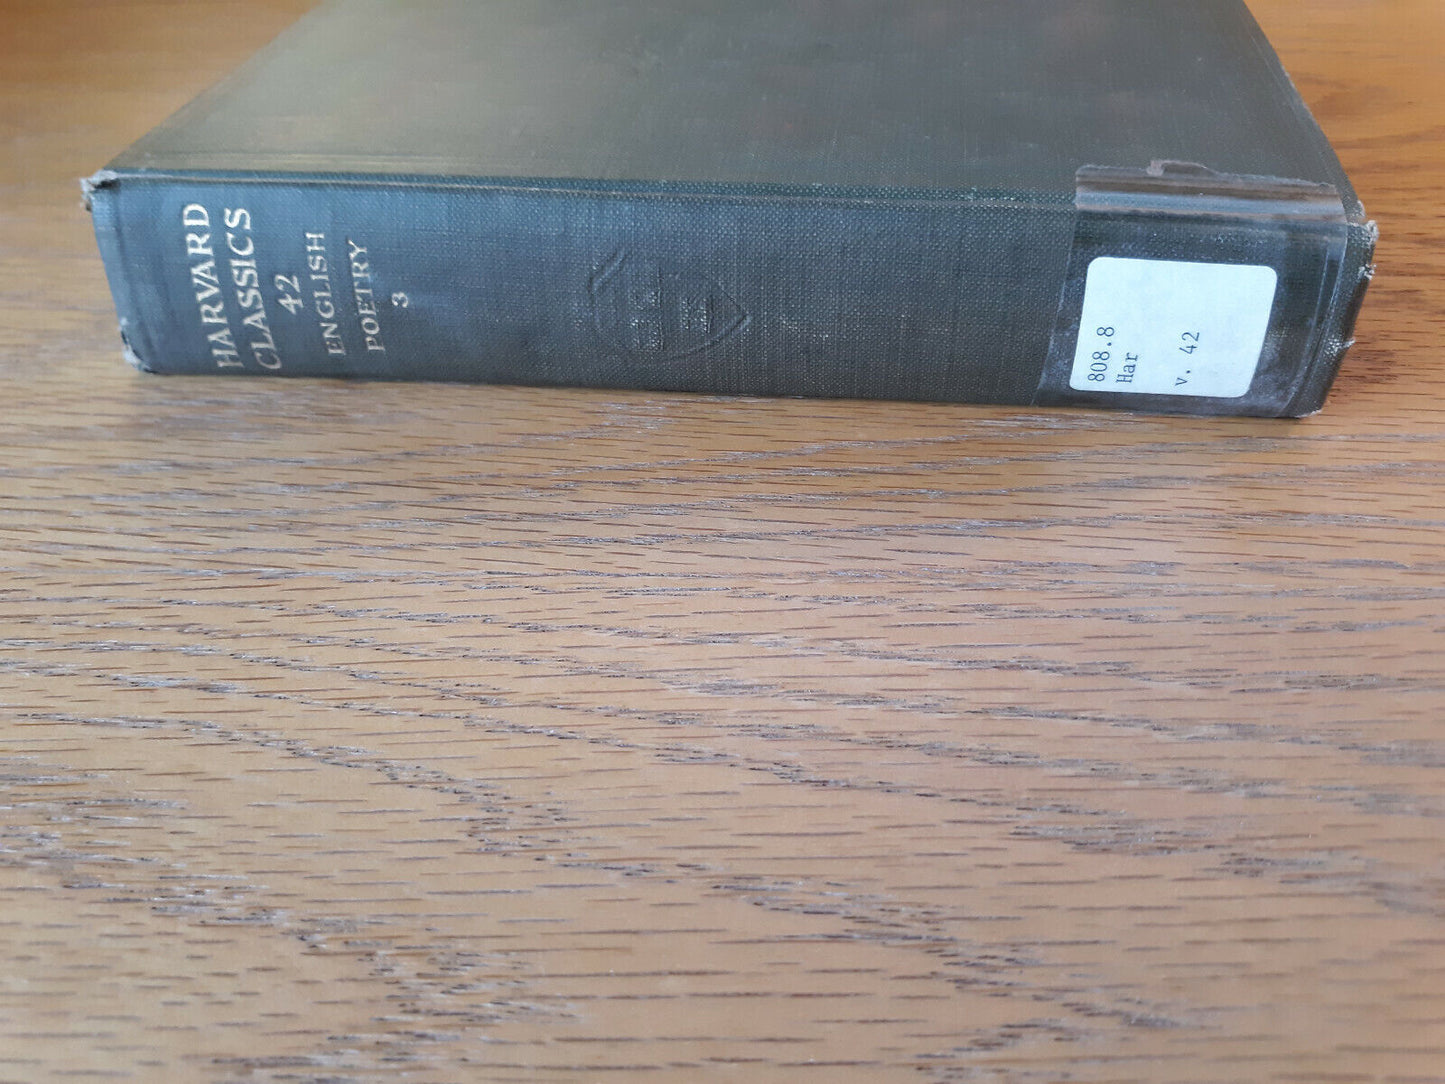 HARVARD
CLASSICS
42
ENGLISH
POETRY
3
808.8
Har
v. 42